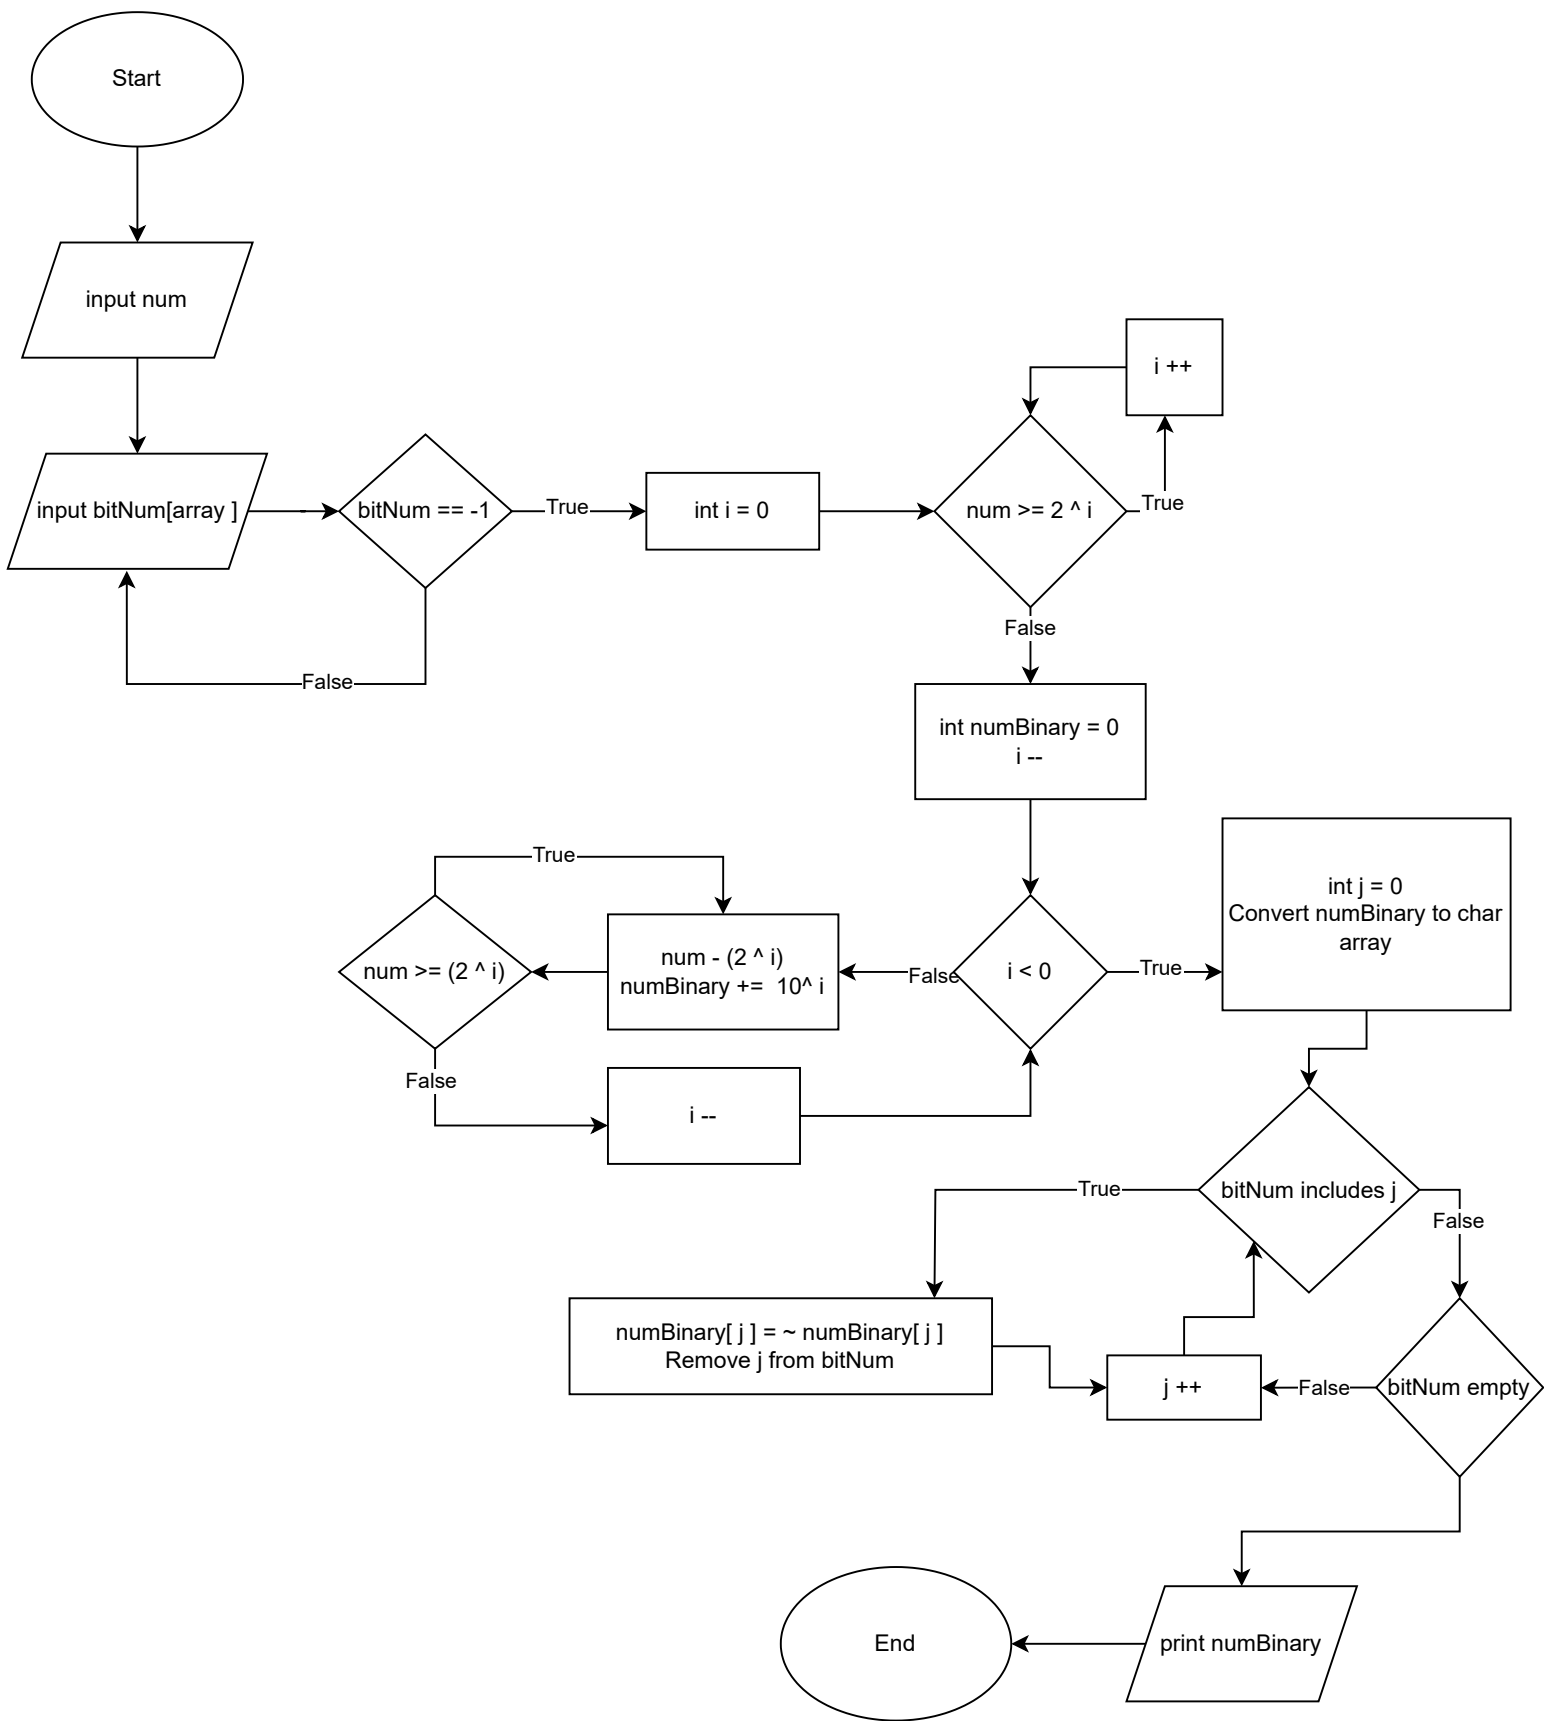 Start
input num
input bitNum[array ]
bitNum == -1
True
False
int i = 0
num >= 2 ^ i
True
i ++
False
int numBinary = 0
i --
i < 0
False
True
num - (2 ^ i)
numBinary +=  10^ i
num >= (2 ^ i)
True
False
i --
int j = 0
Convert numBinary to char
array
bitNum includes j
True
False
numBinary[ j ] = ~ numBinary[ j ]
Remove j from bitNum
j ++
False
bitNum empty
print numBinary
End